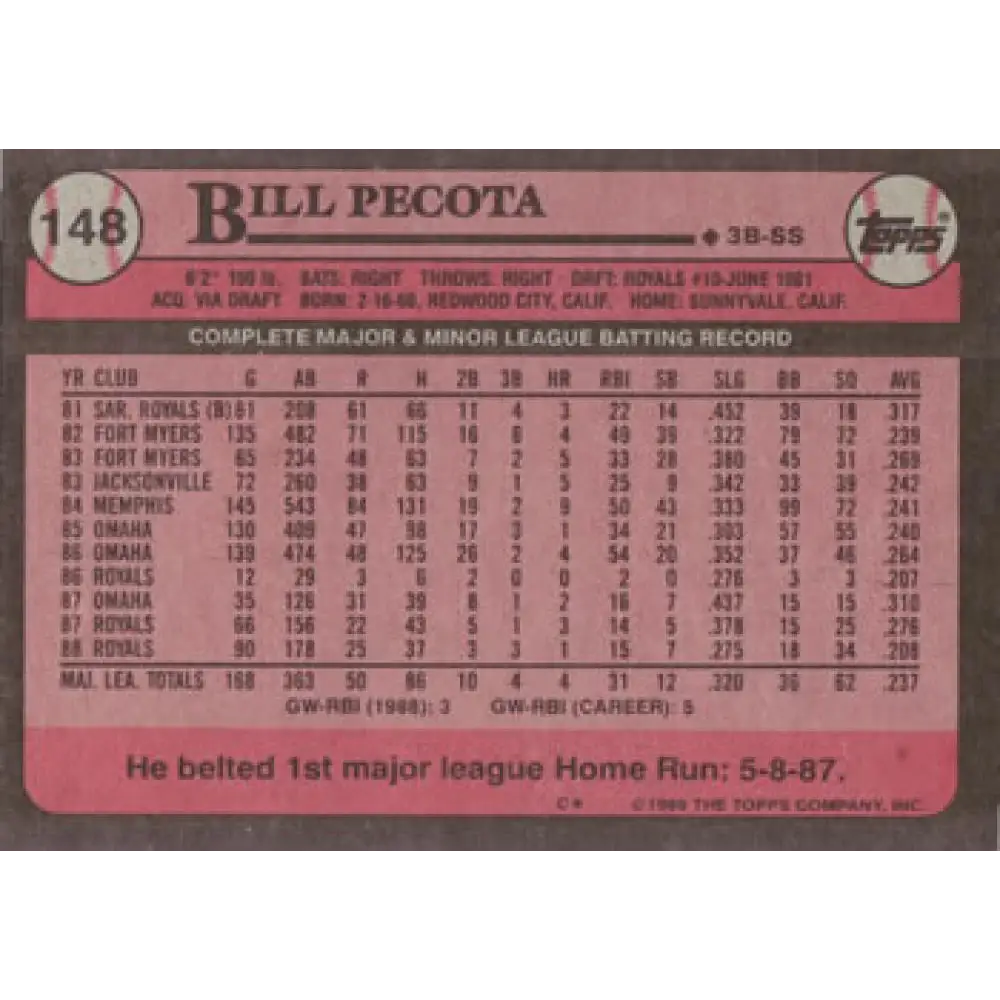 148
BILL PECOTA
◆ 3B-SS
TOPPS®
6'2" 190 lb. BATS: RIGHT THROWS: RIGHT DRFT: ROYALS #10-JUNE 1981
ACQ. VIA DRAFT BORN: 2-16-60, REDWOOD CITY, CALIF. HOME: SUNNYVALE, CALIF.
COMPLETE MAJOR & MINOR LEAGUE BATTING RECORD
YR CLUB G AB R H 2B 3B HR RBI SB SLG BB SO AVG
81 SAR. ROYALS (B) 61 208 61 66 11 4 3 22 14 .452 39 18 .317
82 FORT MYERS 135 482 71 115 16 6 4 49 39 .322 79 72 .239
83 FORT MYERS 65 234 48 63 7 2 5 33 28 .380 45 31 .269
83 JACKSONVILLE 72 260 38 63 9 1 5 25 9 .342 33 39 .242
84 MEMPHIS 145 543 84 131 19 2 9 50 43 .333 99 72 .241
85 OMAHA 130 409 47 98 17 3 1 34 21 .303 57 55 .240
86 OMAHA 139 474 48 125 26 2 4 54 20 .352 37 46 .264
86 ROYALS 12 29 3 6 2 0 0 2 0 .276 3 3 .207
87 OMAHA 35 126 31 39 8 1 2 16 7 .437 15 15 .310
87 ROYALS 66 156 22 43 5 1 3 14 5 .378 15 25 .276
88 ROYALS 90 178 25 37 3 3 1 15 7 .275 18 34 .208
MAJ. LEA. TOTALS 168 363 50 86 10 4 4 31 12 .320 36 62 .237
GW-RBI (1988): 3 GW-RBI (CAREER): 5
He belted 1st major league Home Run: 5-8-87.
C* © 1989 THE TOPPS COMPANY, INC.